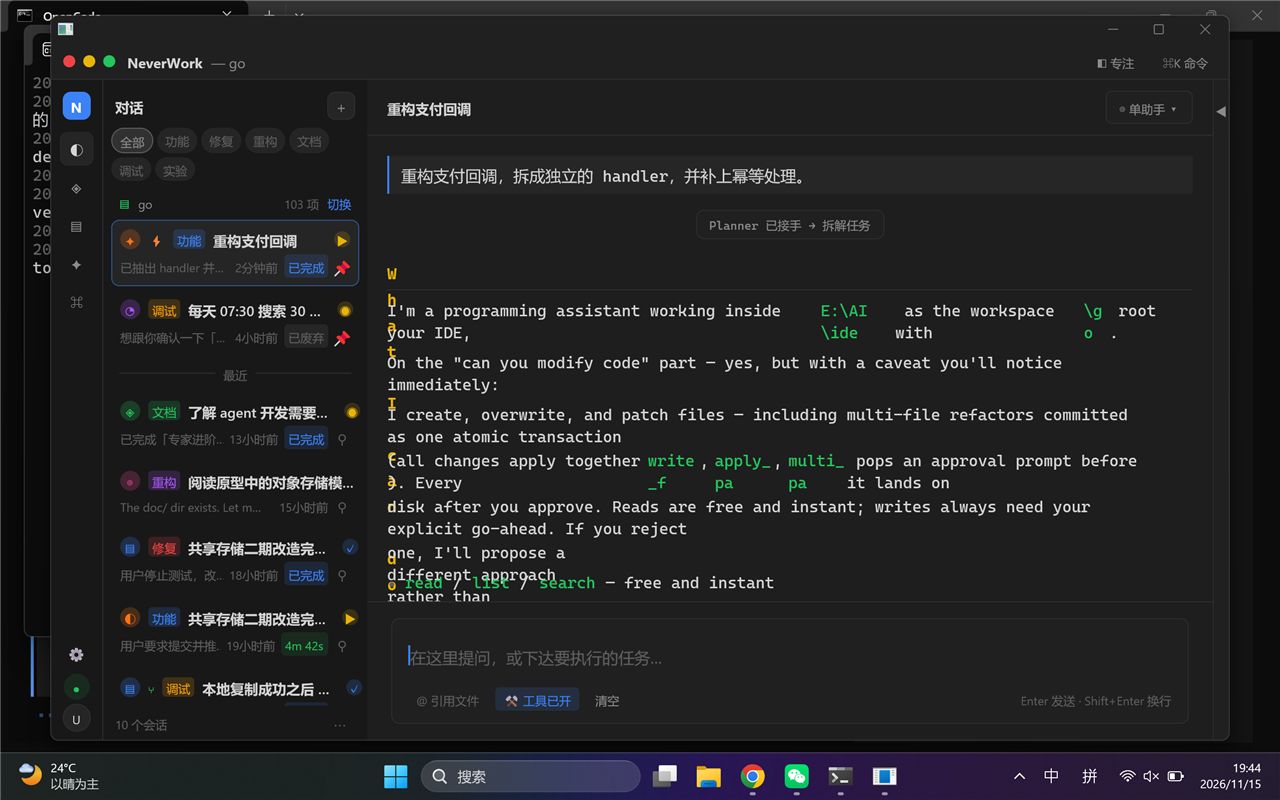 OpenCode
20
20
的
20
de
20
20
ve
20
20
to
NeverWork — go
专注
⌘K 命令
N
U
对话
+
全部
功能
修复
重构
文档
调试
实验
go
103 项
切换
功能
重构支付回调
已抽出 handler 并...
2分钟前
已完成
调试
每天 07:30 搜索 30 ...
想跟你确认一下「...
4小时前
已废弃
最近
文档
了解 agent 开发需要...
已完成「专家进阶..
13小时前
已完成
重构
阅读原型中的对象存储模...
The doc/ dir exists. Let m...
15小时前
修复
共享存储二期改造完...
用户停止测试，改..
18小时前
已完成
功能
共享存储二期改造完...
用户要求提交并推.
19小时前
4m 42s
调试
本地复制成功之后 ...
10 个会话
...
重构支付回调
单助手
重构支付回调，拆成独立的 handler，并补上幂等处理。
Planner 已接手 → 拆解任务
W
h
a
t
I
d
o
I'm a programming assistant working inside E:\AI as the workspace \g root
your IDE, \ide with o .
On the "can you modify code" part — yes, but with a caveat you'll notice
immediately:
I create, overwrite, and patch files — including multi-file refactors committed
as one atomic transaction
(all changes apply together write , apply_ , multi_ pops an approval prompt before
). Every _f pa pa it lands on
disk after you approve. Reads are free and instant; writes always need your
explicit go-ahead. If you reject
one, I'll propose a
different approach
read / list / search — free and instant
rather than
在这里提问，或下达要执行的任务...
@ 引用文件
工具已开
清空
Enter 发送 · Shift+Enter 换行
24°C
以晴为主
搜索
中
拼
19:44
2026/11/15